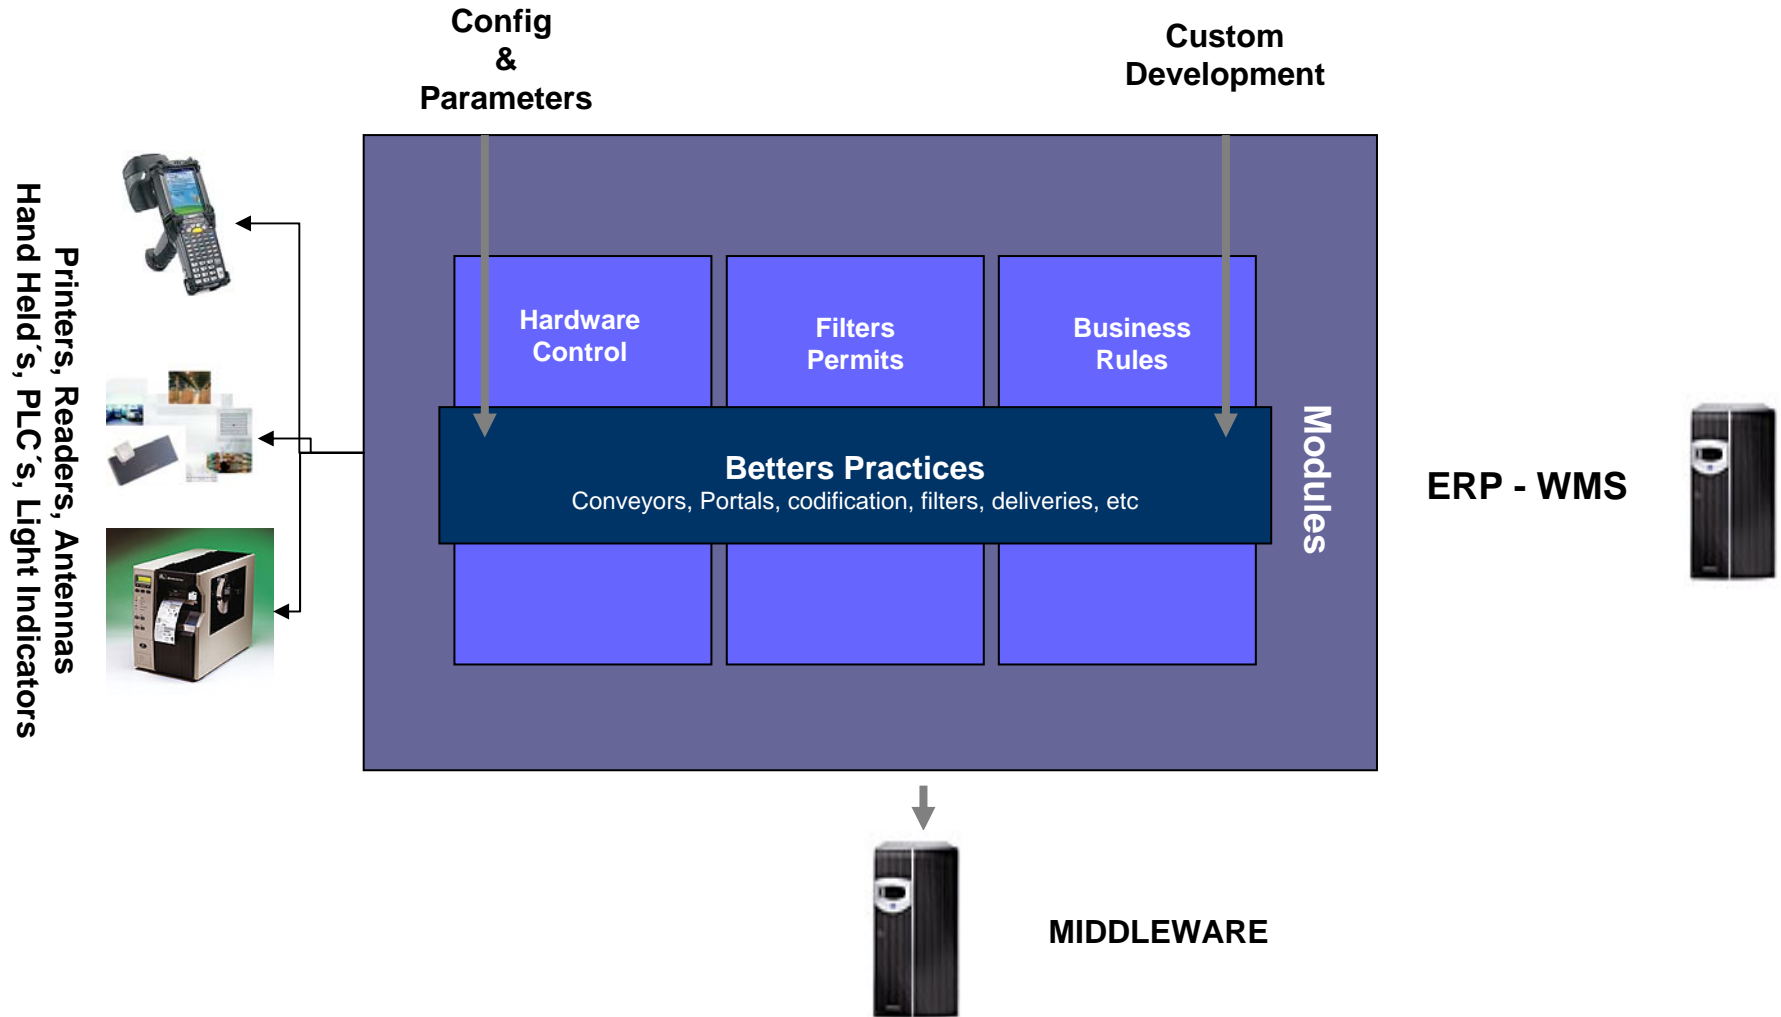 Config
&
Parameters
Custom
Development
Printers, Readers, Antennas
Hand Held´s, PLC´s, Light Indicators
Hardware
Control
Filters
Permits
Business
Rules
Betters Practices
Conveyors, Portals, codification, filters, deliveries, etc
Modules
ERP - WMS
MIDDLEWARE